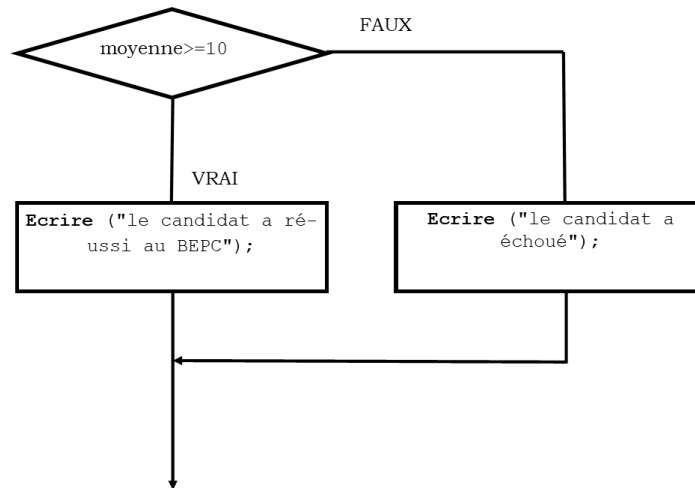 FAUX
moyenne>=10
VRAI
Ecrire ("le candidat a ré-
ussi au BEPC");
Ecrire ("le candidat a
échoué");